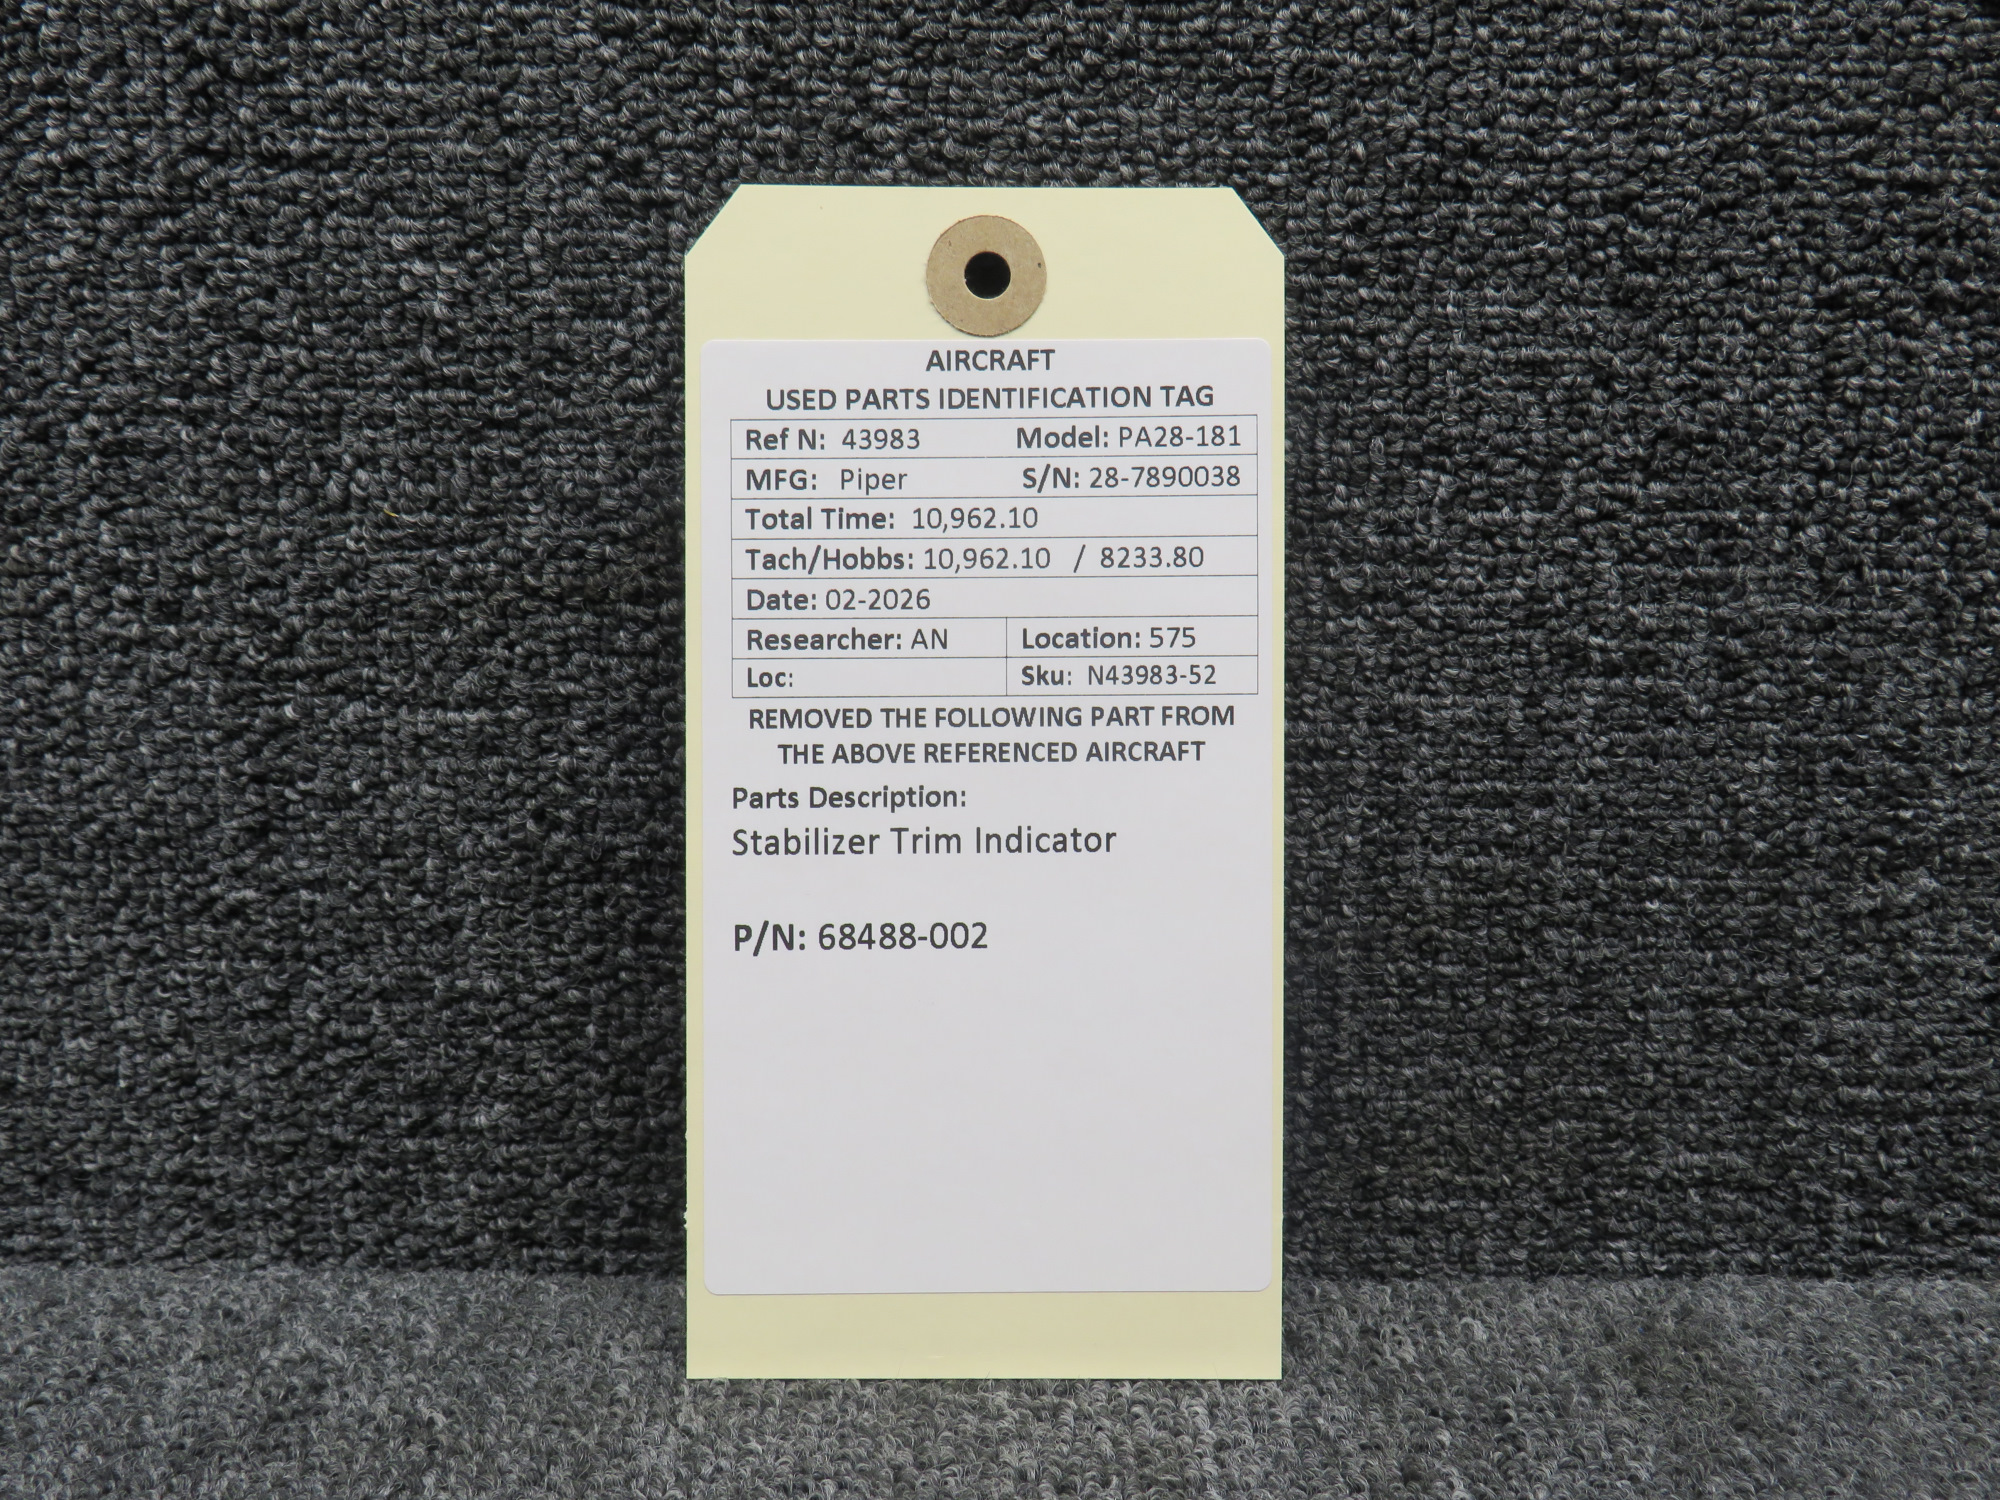 AIRCRAFT
USED PARTS IDENTIFICATION TAG
Ref N: 43983 Model: PA28-181
MFG: Piper S/N: 28-7890038
Total Time: 10,962.10
Tach/Hobbs: 10,962.10 / 8233.80
Date: 02-2026
Researcher: AN Location: 575
Loc: Sku: N43983-52
REMOVED THE FOLLOWING PART FROM
THE ABOVE REFERENCED AIRCRAFT
Parts Description:
Stabilizer Trim Indicator
P/N: 68488-002